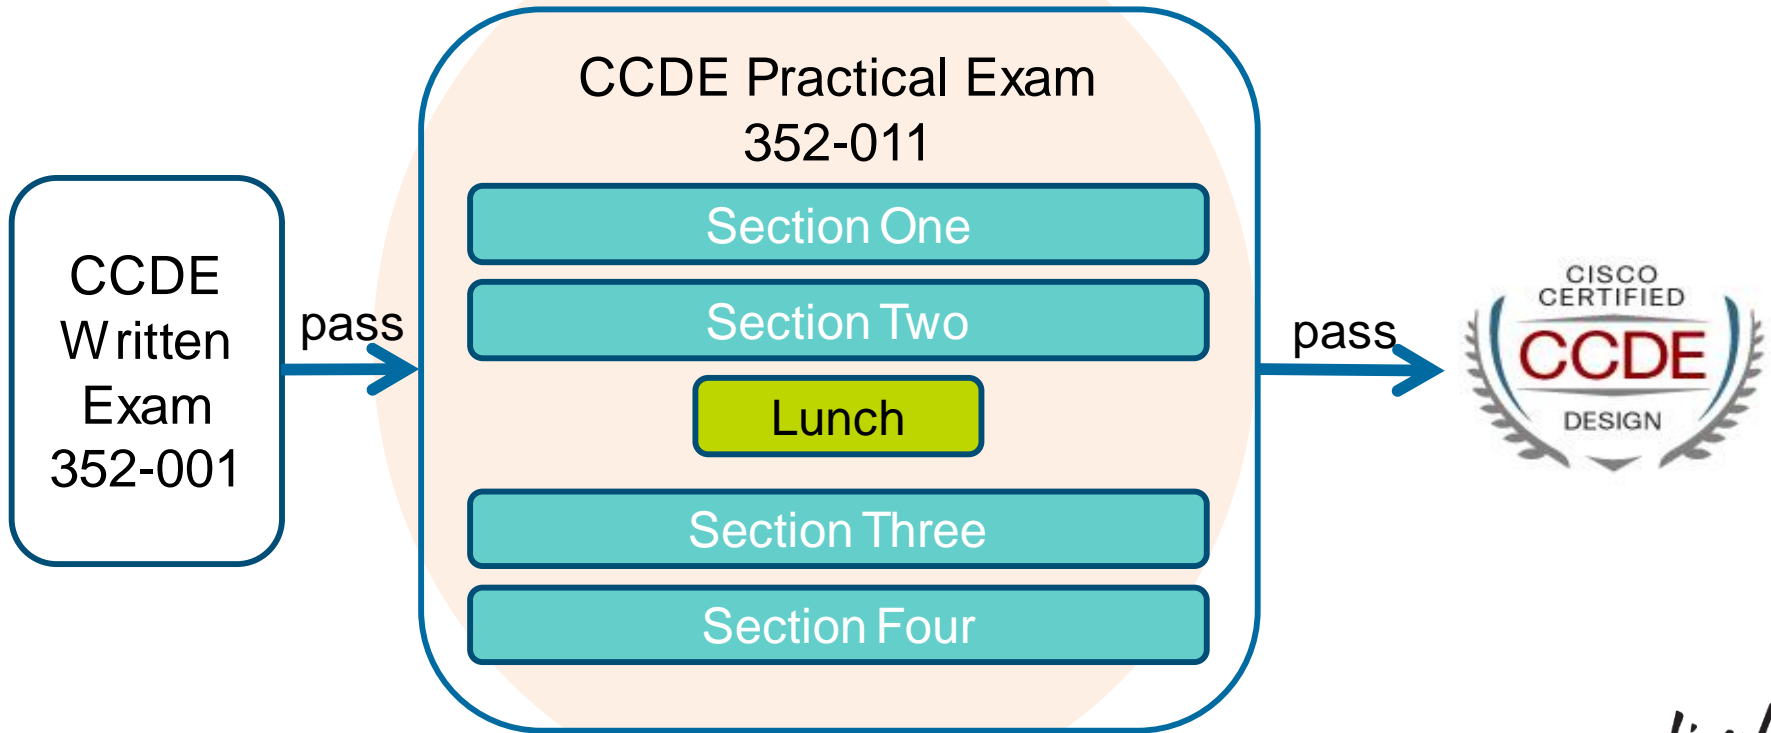 CCDE
Written
Exam
352-001
pass
CCDE Practical Exam
352-011
Section One
Section Two
Lunch
Section Three
Section Four
pass
CISCO
CERTIFIED
CCDE
DESIGN